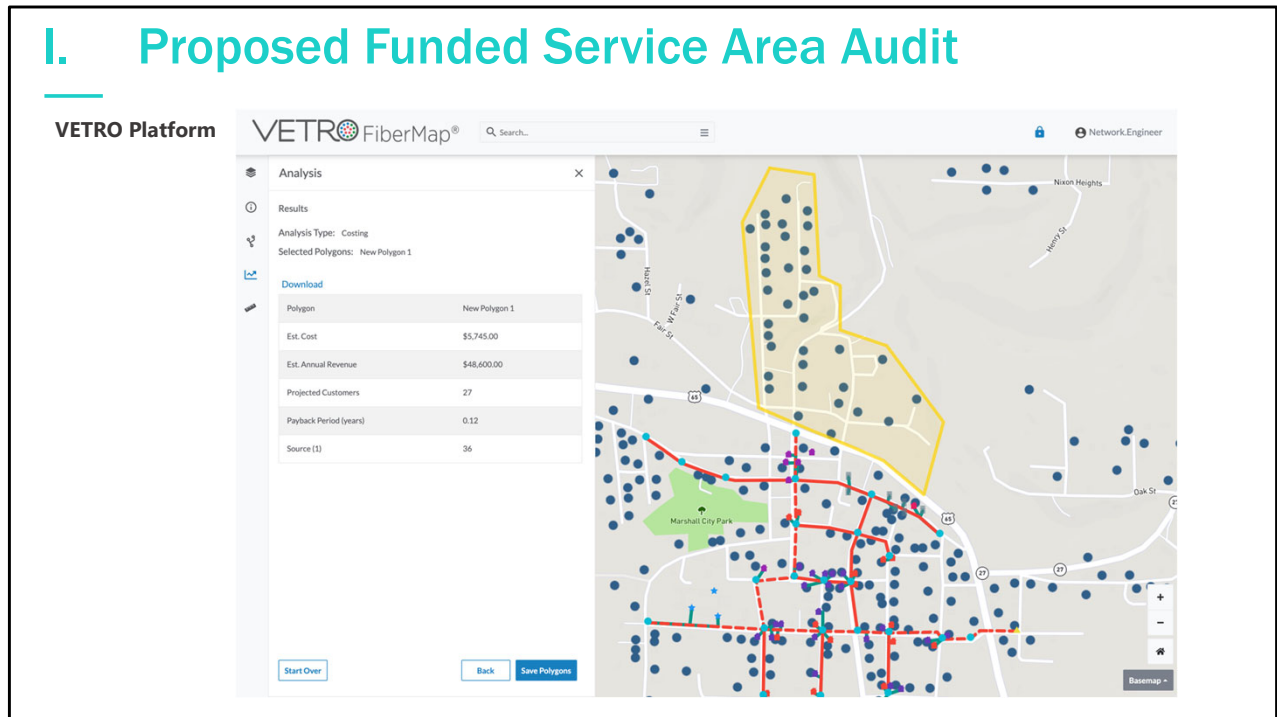 I. Proposed Funded Service Area Audit
VETRO Platform
VETRO FiberMap®
Search...
Network.Engineer
Analysis
Results
Analysis Type: Costing
Selected Polygons: New Polygon 1
Download
Polygon New Polygon 1
Est. Cost $5,745.00
Est. Annual Revenue $48,600.00
Projected Customers 27
Payback Period (years) 0.12
Source (1) 36
Start Over
Back
Save Polygons
Nixon Heights
Henry St
Hazel St
W Fair St
Fair St
65
Marshall City Park
65
Oak St
27
27
2
+
−
Basemap